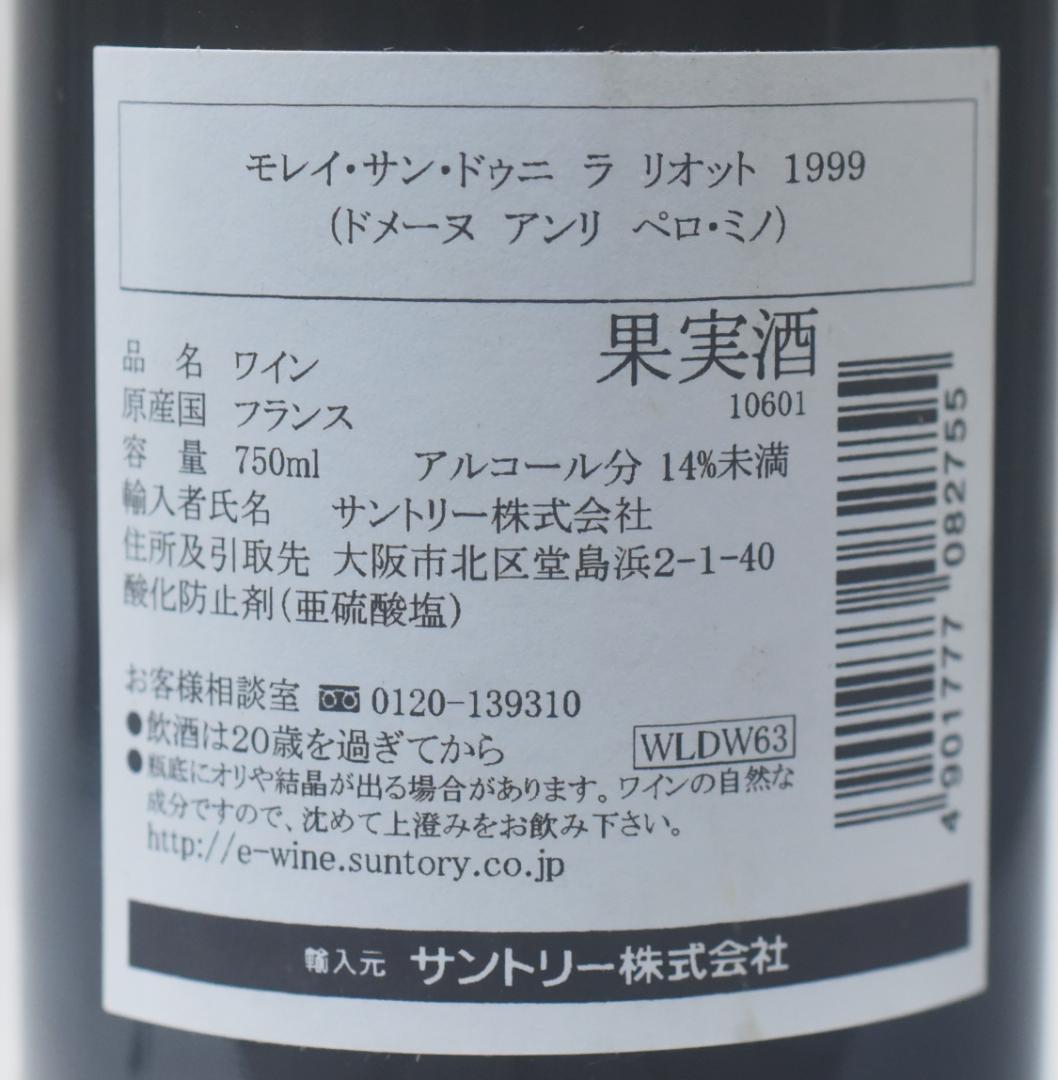 モレイ・サン・ドゥニ ラ リオット 1999
(ドメーヌ アンリ ペロ・ミノ)
果実酒
10601
品名 ワイン
原産国 フランス
容量 750ml アルコール分 14%未満
輸入者氏名 サントリー株式会社
住所及引取先 大阪市北区堂島浜2-1-40
酸化防止剤(亜硫酸塩)
お客様相談室 0120-139310
●飲酒は20歳を過ぎてから
WLDW63
●瓶底にオリや結晶が出る場合があります。ワインの自然な
成分ですので、沈めて上澄みをお飲み下さい。
http://e-wine.suntory.co.jp
4 901777 082755
輸入元 サントリー株式会社